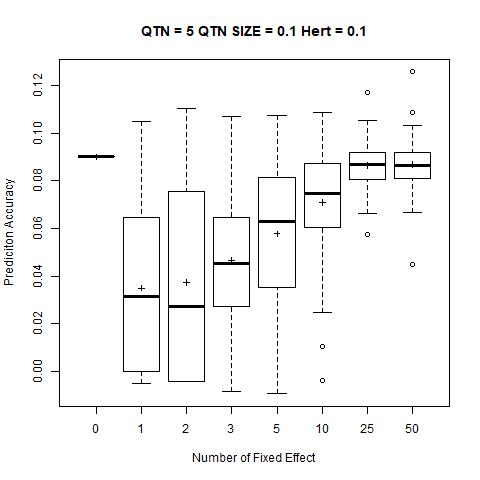 QTN = 5 QTN SIZE = 0.1 Hert = 0.1
Prediciton Accuracy
0.12
0.10
0.08
0.06
0.04
0.02
0.00
0 1 2 3 5 10 25 50
Number of Fixed Effect